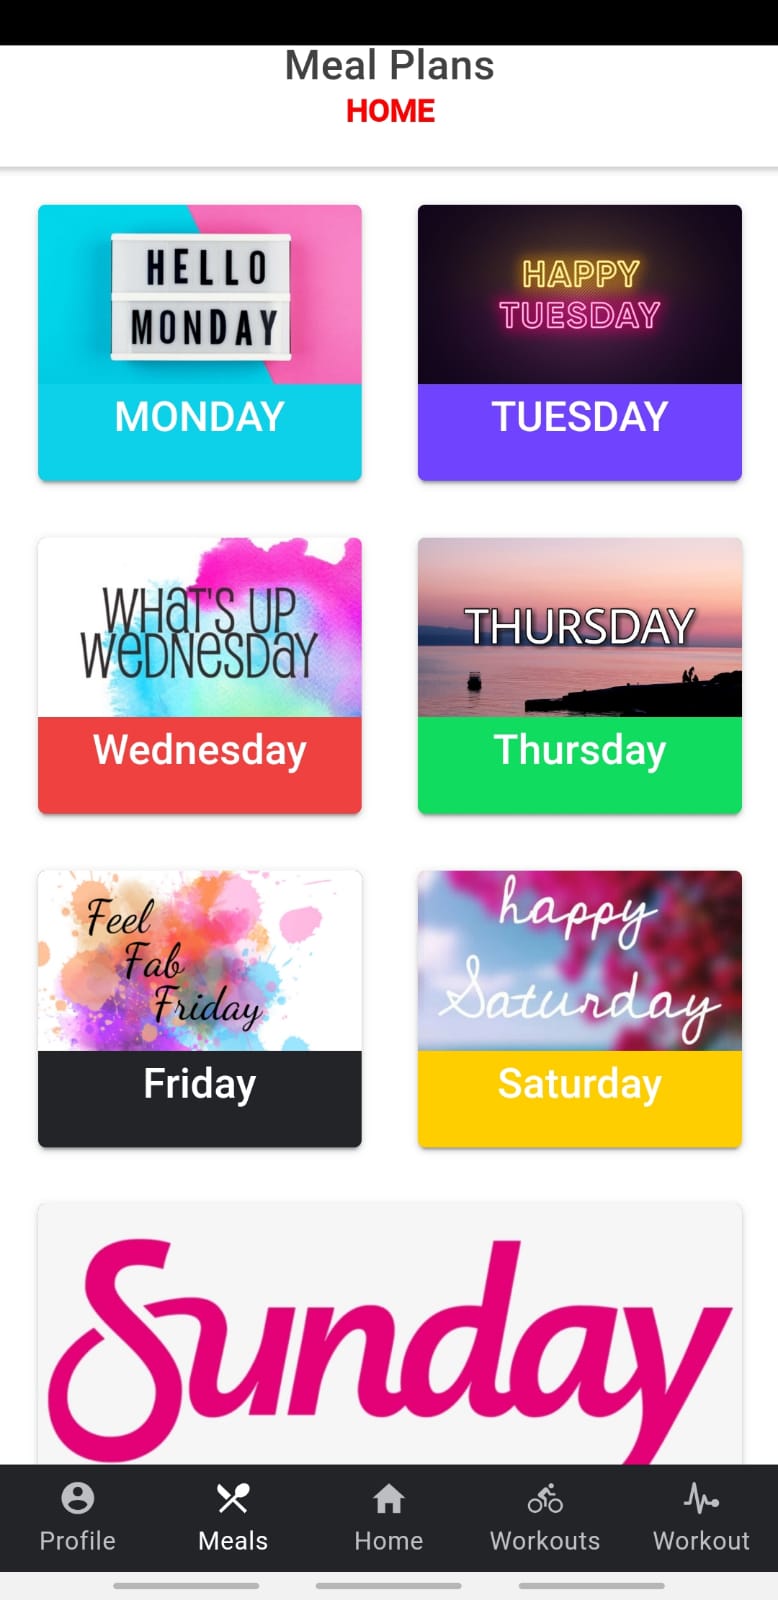 Meal Plans
HOME
HELLO
MONDAY
MONDAY
HAPPY
TUESDAY
TUESDAY
WHAT'S UP
WEDNESDAY
Wednesday
THURSDAY
Thursday
Feel
Fab
Friday
Friday
happy
Saturday
Saturday
Sunday
Profile
Meals
Home
Workouts
Workout